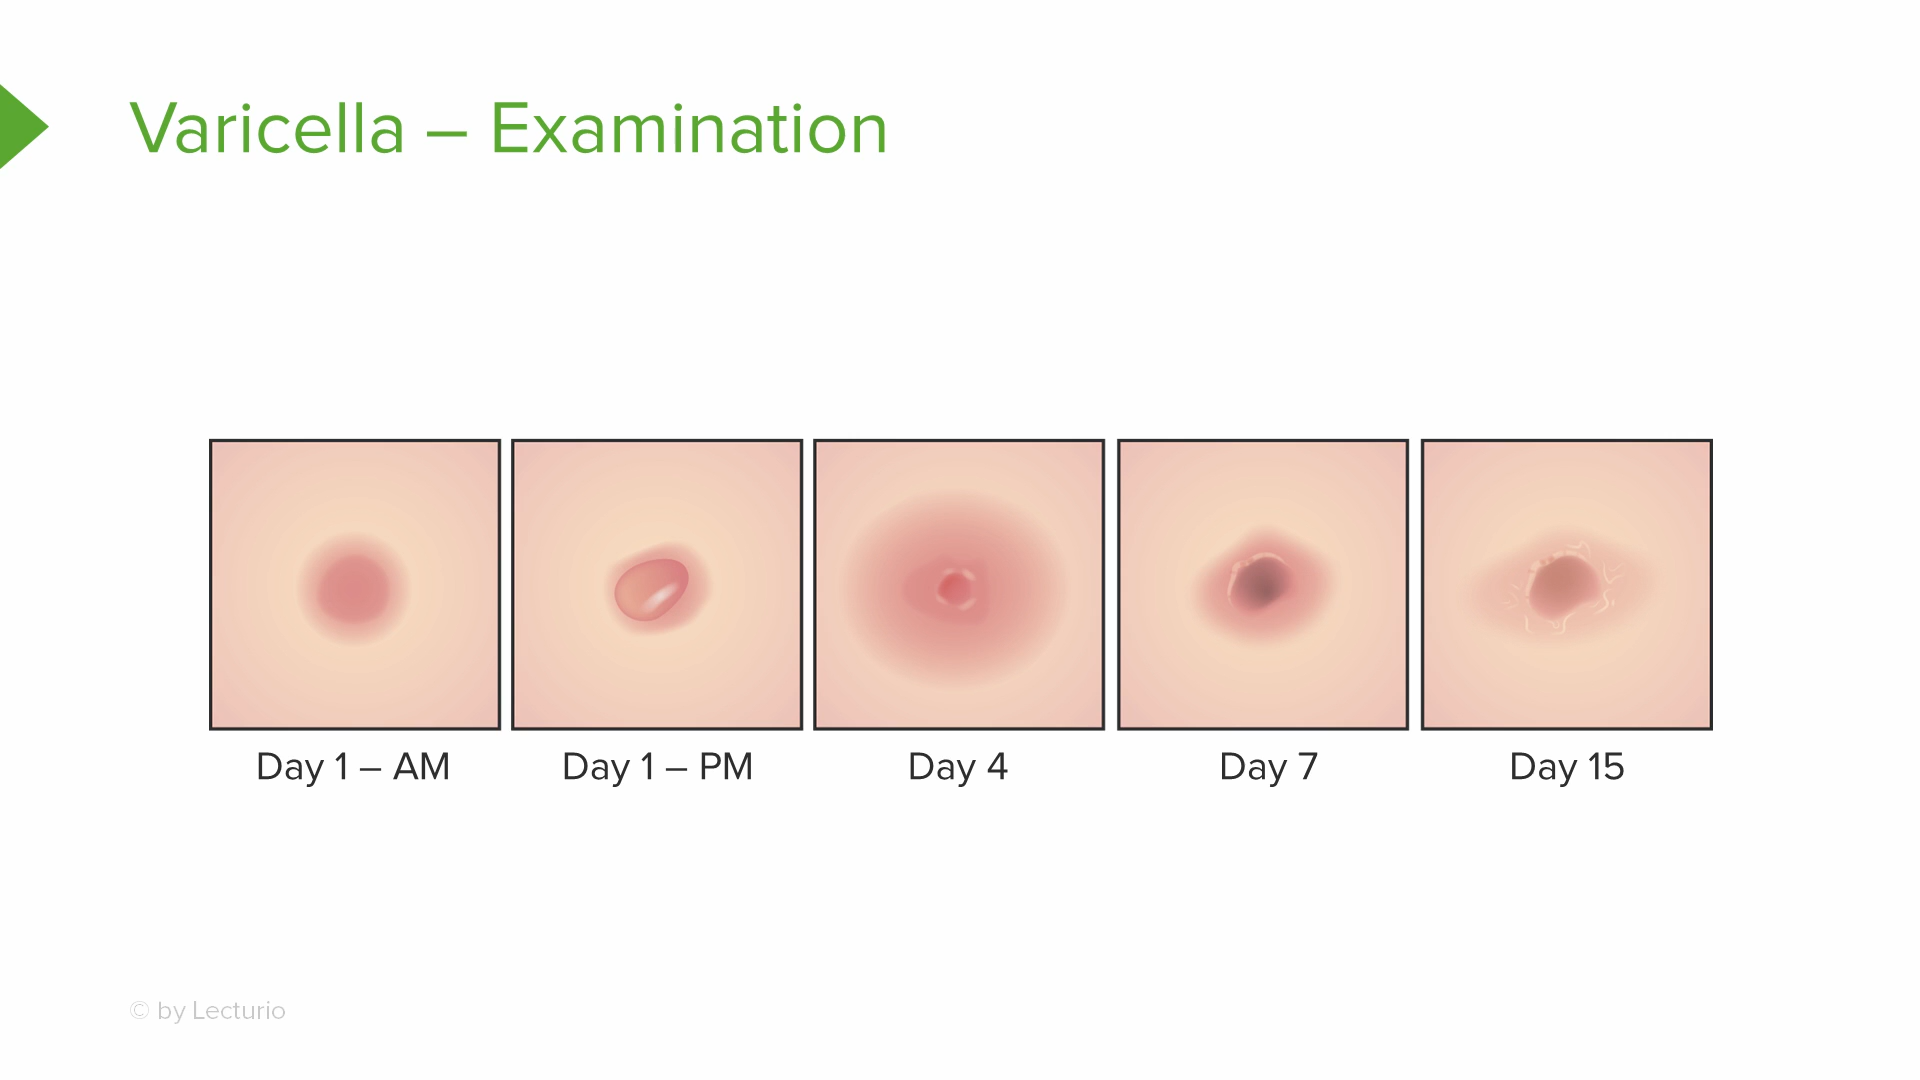 Varicella – Examination
Day 1 – AM
Day 1 – PM
Day 4
Day 7
Day 15
© by Lecturio